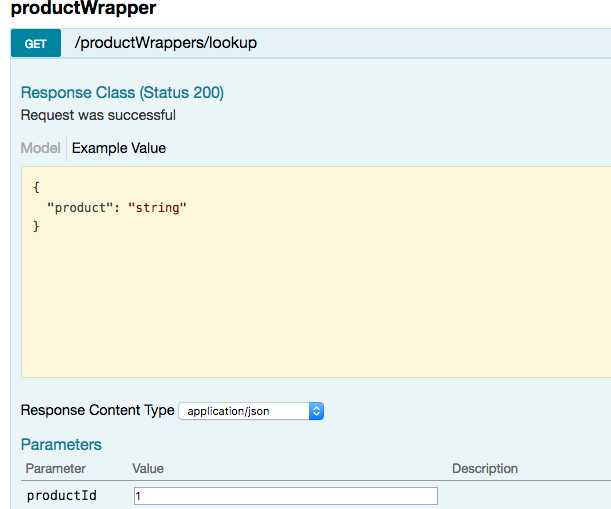 productWrapper
GET /productWrappers/lookup
Response Class (Status 200)
Request was successful
Model Example Value
{
"product": "string"
}
Response Content Type application/json
Parameters
Parameter Value Description
productId 1